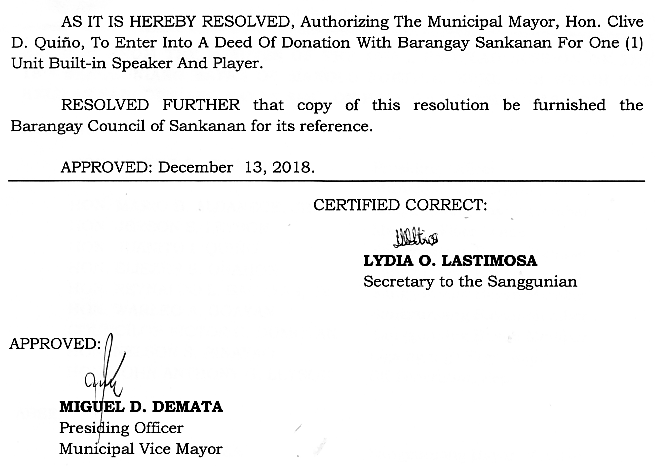 AS IT IS HEREBY RESOLVED, Authorizing The Municipal Mayor, Hon. Clive
D. Quiño, To Enter Into A Deed Of Donation With Barangay Sankanan For One (1)
Unit Built-in Speaker And Player.
RESOLVED FURTHER that copy of this resolution be furnished the
Barangay Council of Sankanan for its reference.
APPROVED: December 13, 2018.
CERTIFIED CORRECT:
LYDIA O. LASTIMOSA
Secretary to the Sanggunian
APPROVED:
MIGUEL D. DEMATA
Presiding Officer
Municipal Vice Mayor